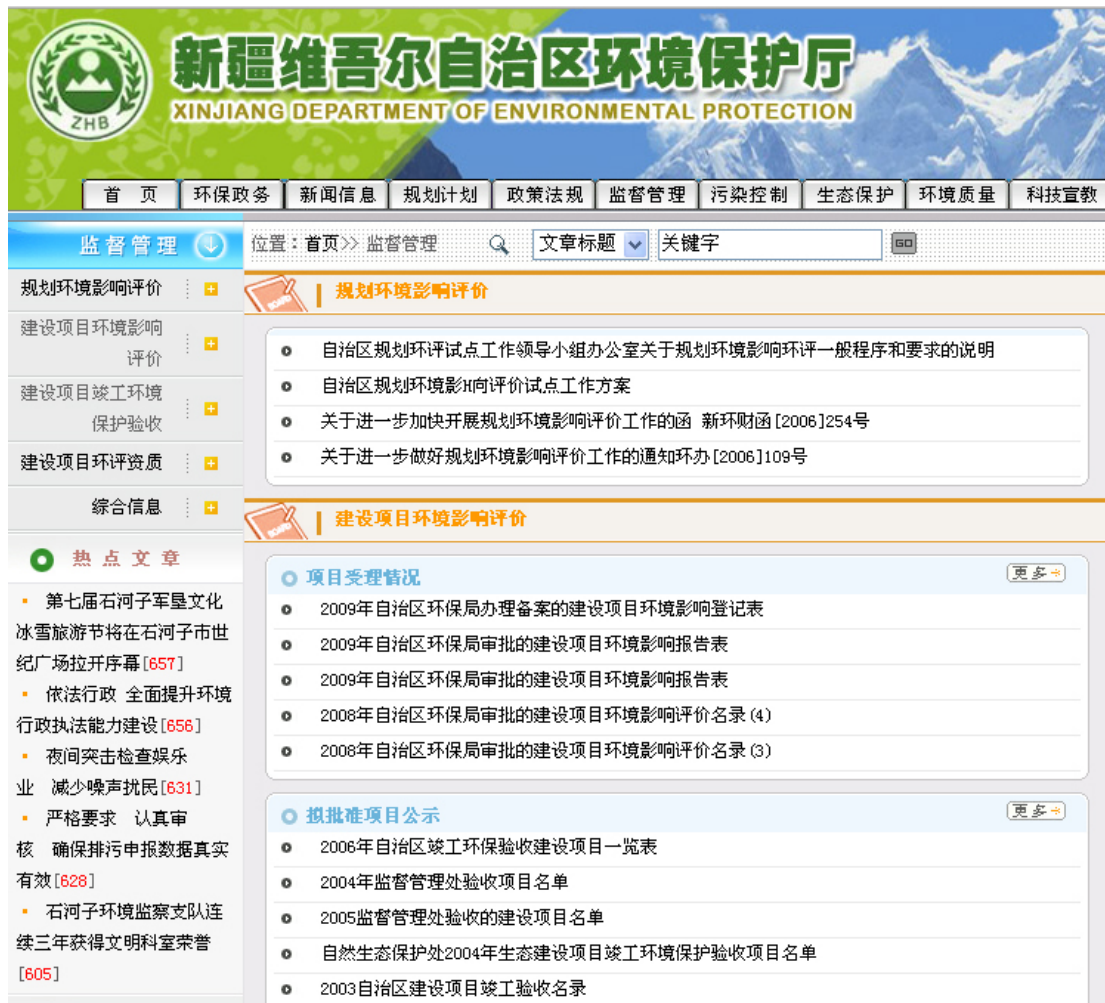 新疆维吾尔自治区环境保护厅
XINJIANG DEPARTMENT OF ENVIRONMENTAL PROTECTION
ZHB
首 页 环保政务 新闻信息 规划计划 政策法规 监督管理 污染控制 生态保护 环境质量 科技宣教
监督管理
位置：首页>> 监督管理 文章标题 关键字 GO
规划环境影响评价
建设项目环境影响
评价
建设项目竣工环境
保护验收
建设项目环评资质
综合信息
热 点 文 章
第七届石河子军垦文化
冰雪旅游节将在石河子市世
纪广场拉开序幕[657]
依法行政 全面提升环境
行政执法能力建设[656]
夜间突击检查娱乐
业 减少噪声扰民[631]
严格要求 认真审
核 确保排污申报数据真实
有效[628]
石河子环境监察支队连
续三年获得文明科室荣誉
[605]
规划环境影响评价
自治区规划环评试点工作领导小组办公室关于规划环境影响环评一般程序和要求的说明
自治区规划环境影H向评价试点工作方案
关于进一步加快开展规划环境影响评价工作的函 新环财函[2006]254号
关于进一步做好规划环境影响评价工作的通知环办[2006]109号
建设项目环境影响评价
项目受理情况 更多
2009年自治区环保局办理备案的建设项目环境影响登记表
2009年自治区环保局审批的建设项目环境影响报告表
2009年自治区环保局审批的建设项目环境影响报告表
2008年自治区环保局审批的建设项目环境影响评价名录(4)
2008年自治区环保局审批的建设项目环境影响评价名录(3)
拟批准项目公示 更多
2006年自治区竣工环保验收建设项目一览表
2004年监督管理处验收项目名单
2005监督管理处验收的建设项目名单
自然生态保护处2004年生态建设项目竣工环境保护验收项目名单
2003自治区建设项目竣工验收名录